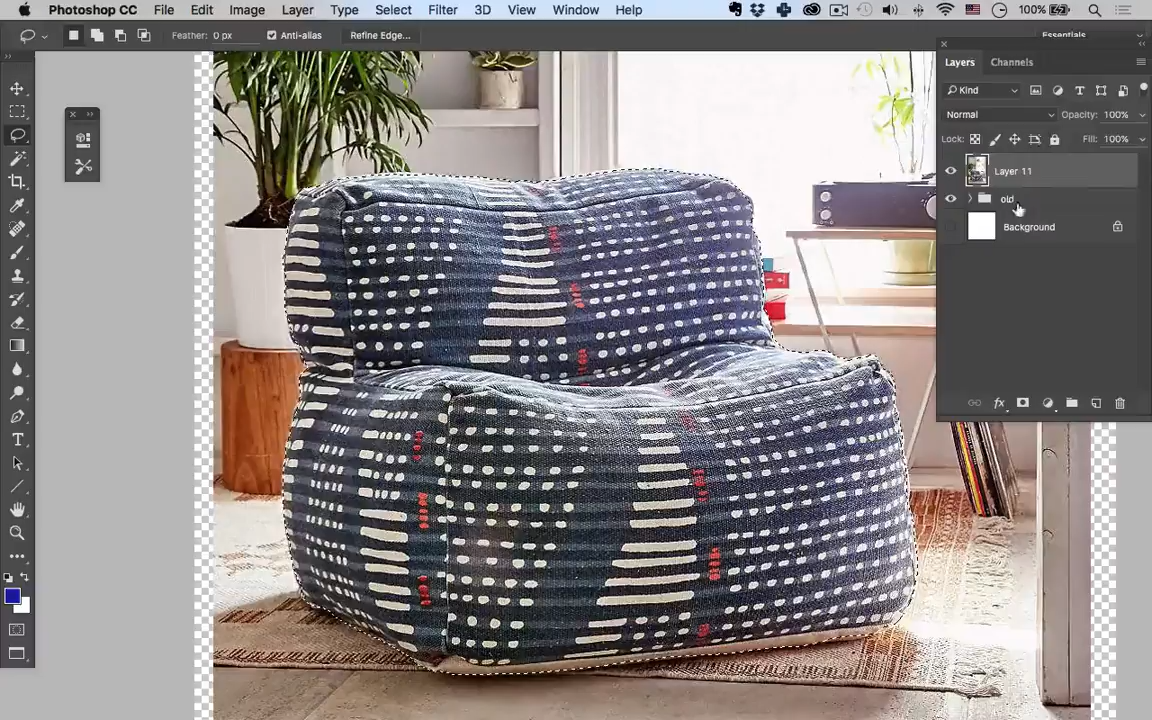 Photoshop CC File Edit Image Layer Type Select Filter 3D View Window Help 100%
Feather: 0 px Anti-alias Refine Edge... Essentials
Layers Channels
Kind
Normal Opacity: 100%
Lock: Fill: 100%
Layer 11
old
Background
fx